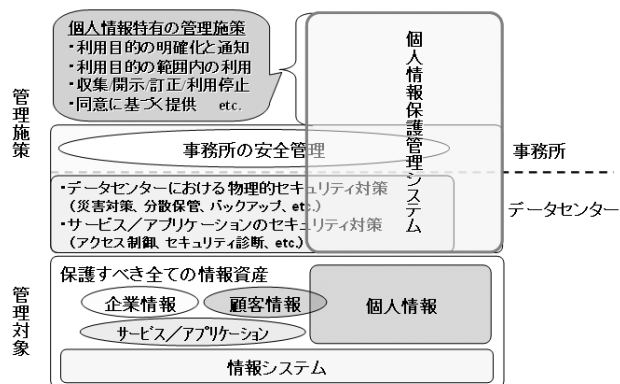 個人情報特有の管理施策
・利用目的の明確化と通知
・利用目的の範囲内の利用
・収集/開示/訂正/利用停止
・同意に基づく提供 etc.
個人情報保護管理システム
管理施策
事務所の安全管理
事務所
・データセンターにおける物理的セキュリティ対策
（災害対策、分散保管、バックアップ、etc.）
・サービス／アプリケーションのセキュリティ対策
（アクセス制御、セキュリティ診断、etc.）
データセンター
管理対象
保護すべき全ての情報資産
企業情報
顧客情報
個人情報
サービス／アプリケーション
情報システム